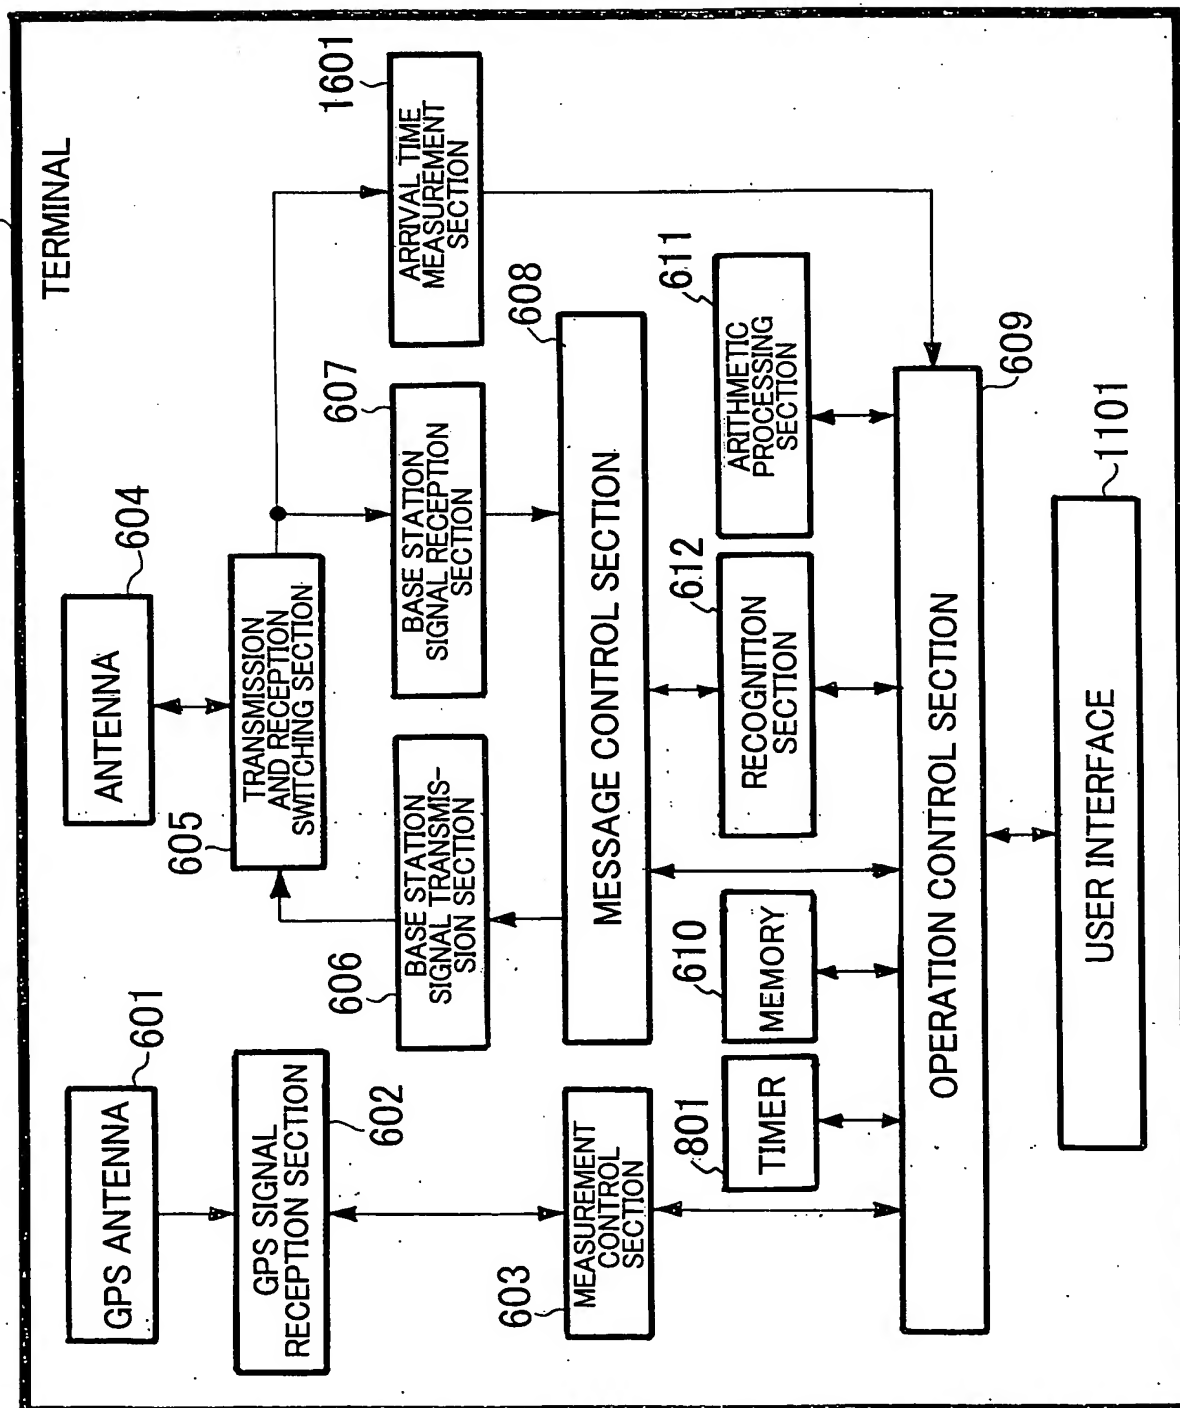 TERMINAL
GPS ANTENNA
601
ANTENNA
604
GPS SIGNAL
RECEPTION SECTION
602
605
TRANSMISSION
AND RECEPTION
SWITCHING SECTION
606
BASE STATION
SIGNAL TRANSMIS-
SION SECTION
BASE STATION
SIGNAL RECEPTION
SECTION
607
ARRIVAL TIME
MEASUREMENT
SECTION
1601
603
MEASUREMENT
CONTROL
SECTION
MESSAGE CONTROL SECTION
608
801
TIMER
610
MEMORY
612
RECOGNITION
SECTION
ARITHMETIC
PROCESSING
SECTION
611
OPERATION CONTROL SECTION
609
USER INTERFACE
1101